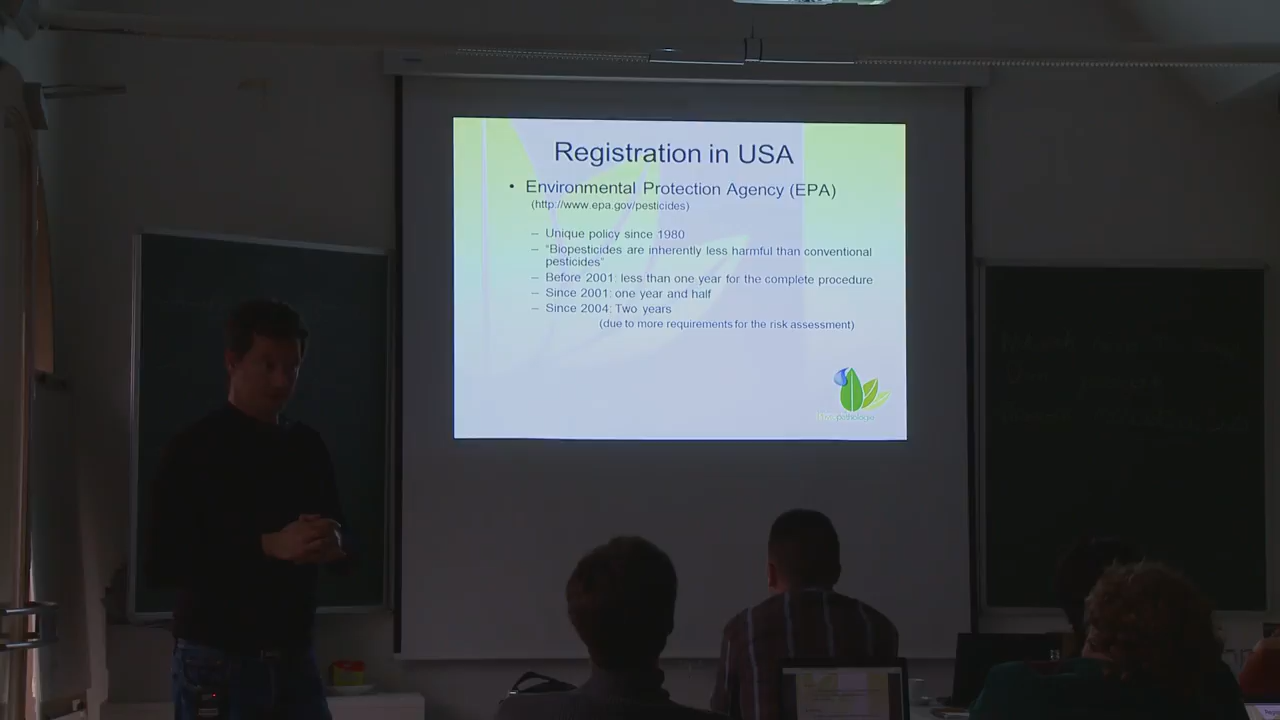 Registration in USA
• Environmental Protection Agency (EPA)
(http://www.epa.gov/pesticides)
– Unique policy since 1980
– “Biopesticides are inherently less harmful than conventional
pesticides”
– Before 2001: less than one year for the complete procedure
– Since 2001: one year and half
– Since 2004: Two years
(due to more requirements for the risk assessment)